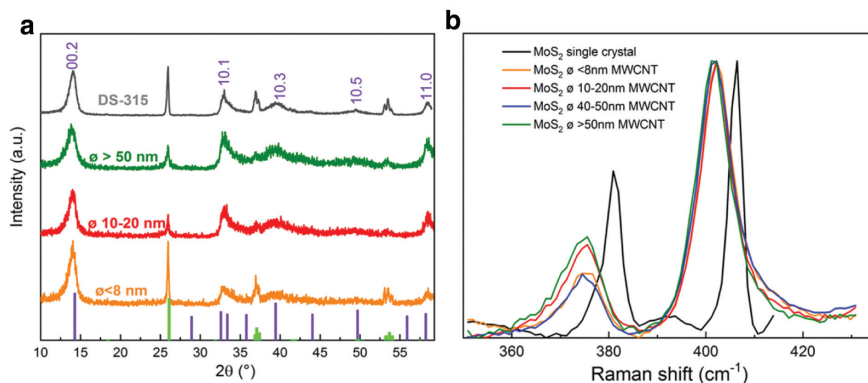 a
Intensity (a.u.)
00.2
10.1
10.3
10.5
11.0
DS-315
ø > 50 nm
ø 10-20 nm
ø<8 nm
10 15 20 25 30 35 40 45 50 55
2θ (°)
b
MoS₂ single crystal
MoS₂ ø <8nm MWCNT
MoS₂ ø 10-20nm MWCNT
MoS₂ ø 40-50nm MWCNT
MoS₂ ø >50nm MWCNT
360 380 400 420
Raman shift (cm⁻¹)